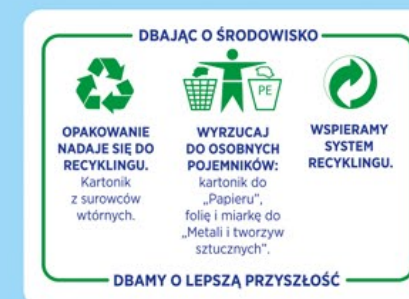 DBAJĄC O ŚRODOWISKO
OPAKOWANIE
NADAJE SIĘ DO
RECYKLINGU.
Kartonik
z surowców
wtórnych.
PE
WYRZUCAJ
DO OSOBNYCH
POJEMNIKÓW:
kartonik do
„Papieru”,
folię i miarkę do
„Metali i tworzyw
sztucznych”.
WSPIERAMY
SYSTEM
RECYKLINGU.
DBAMY O LEPSZĄ PRZYSZŁOŚĆ